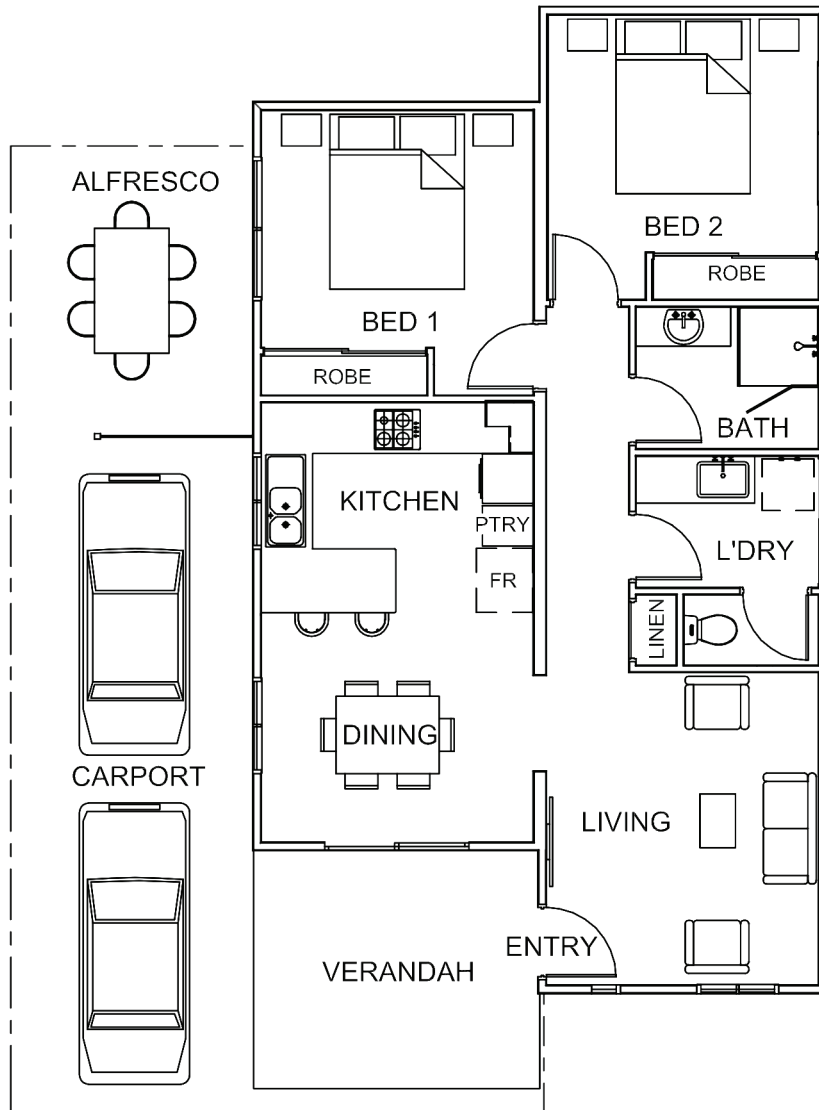 ALFRESCO
BED 2
ROBE
BED 1
ROBE
BATH
KITCHEN
PTRY
L'DRY
FR
LINEN
DINING
CARPORT
LIVING
ENTRY
VERANDAH